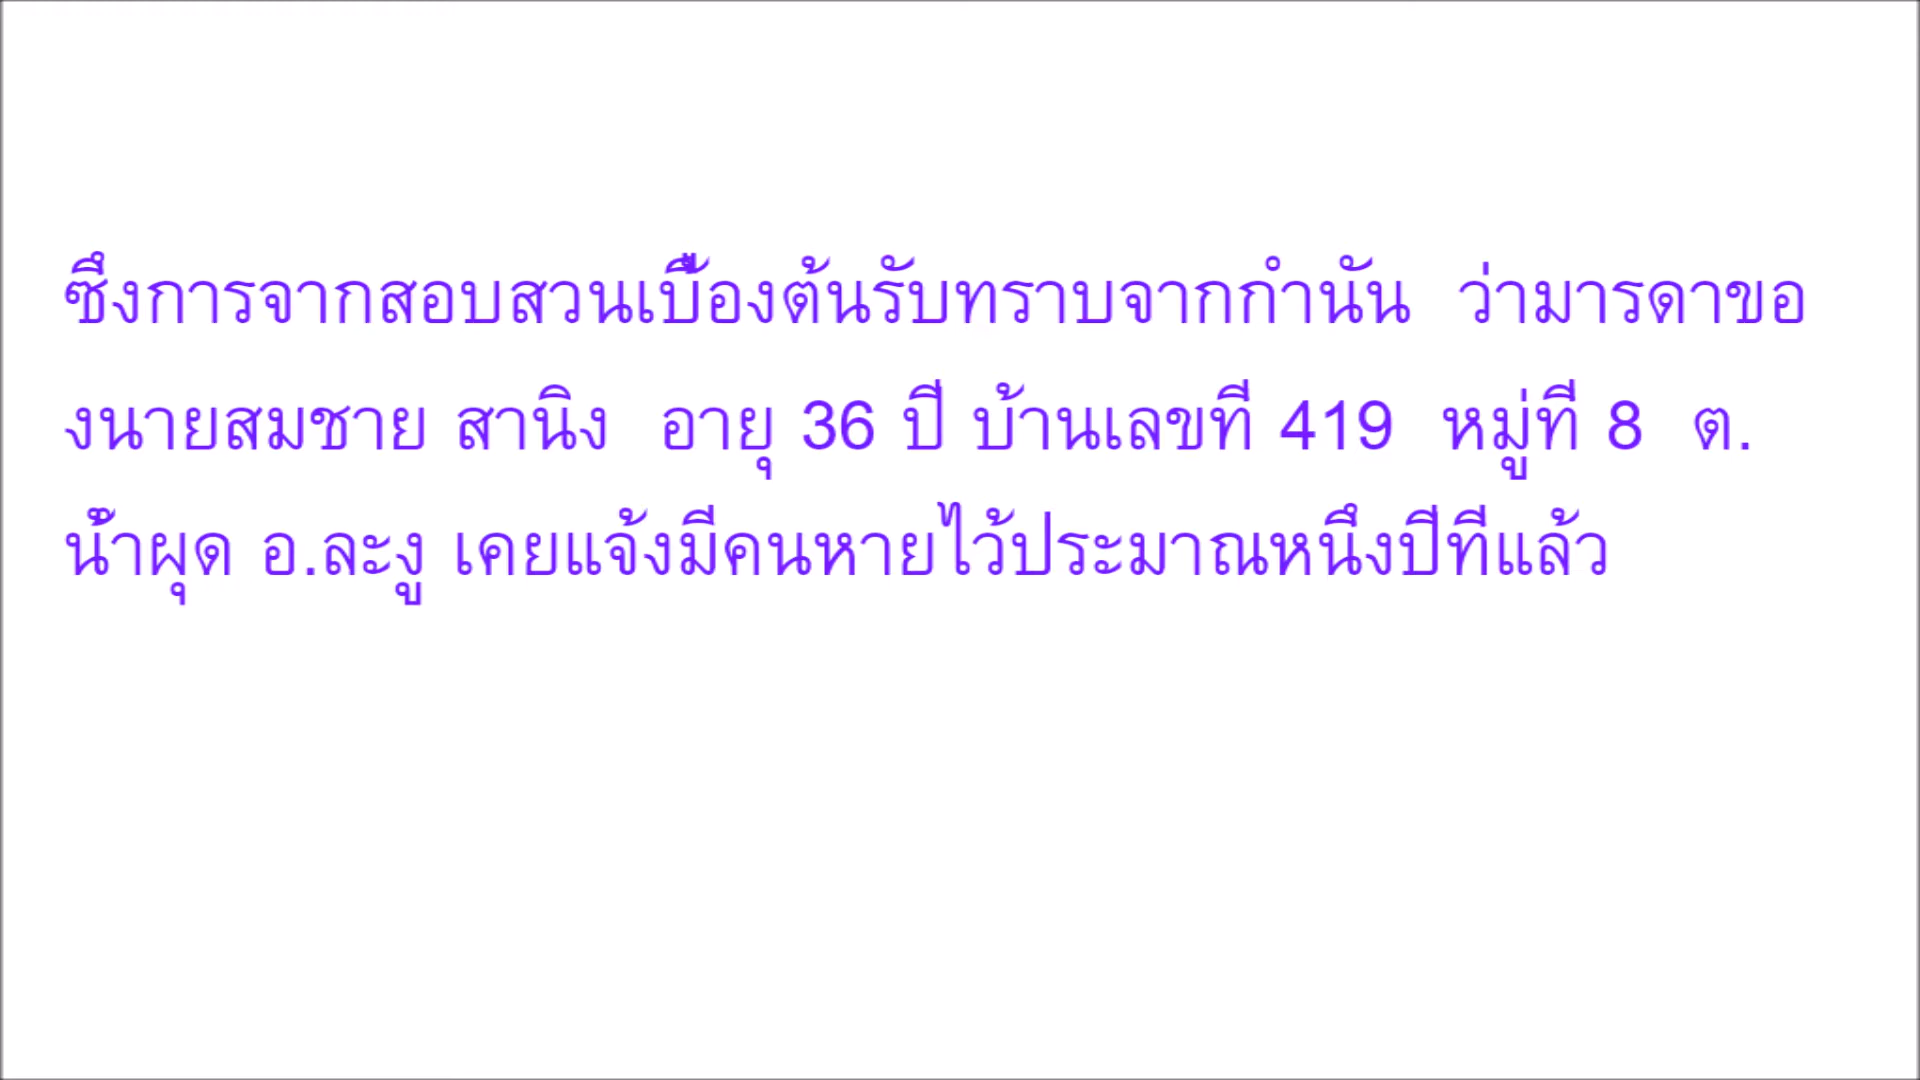 ซึ่งการจากสอบสวนเบื้องต้นรับทราบจากกำนัน ว่ามารดาขอ
งนายสมชาย สานิง อายุ 36 ปี บ้านเลขที่ 419 หมู่ที่ 8 ต.
น้ำผุด อ.ละงู เคยแจ้งมีคนหายไว้ประมาณหนึ่งปีที่แล้ว